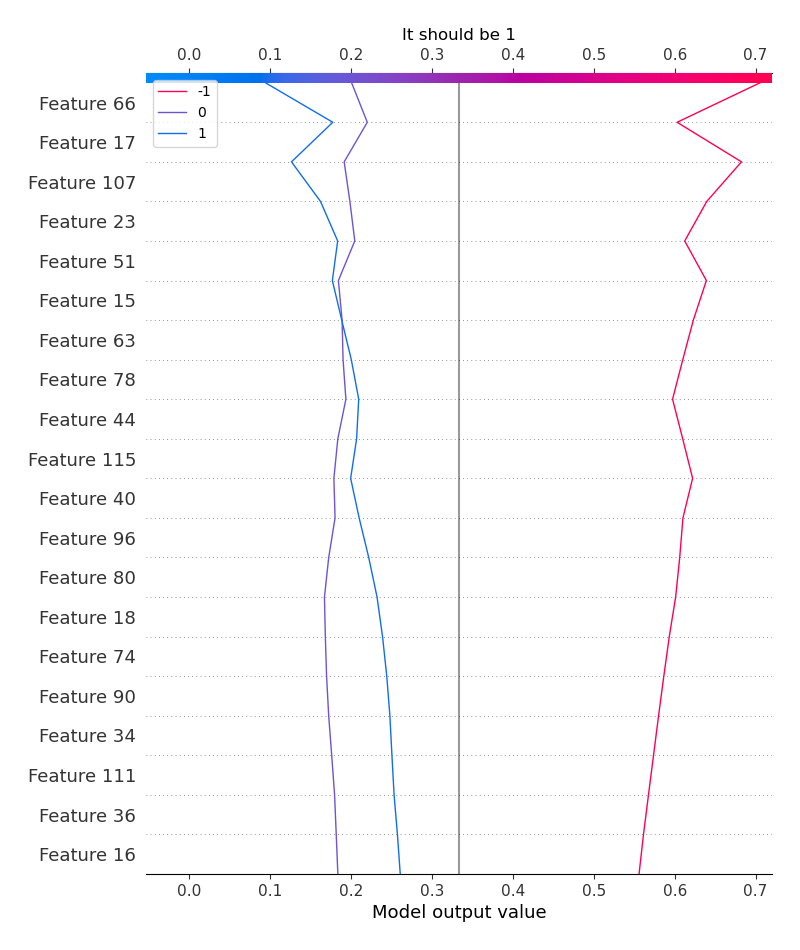 It should be 1
0.0 0.1 0.2 0.3 0.4 0.5 0.6 0.7
-1
0
1
Feature 66
Feature 17
Feature 107
Feature 23
Feature 51
Feature 15
Feature 63
Feature 78
Feature 44
Feature 115
Feature 40
Feature 96
Feature 80
Feature 18
Feature 74
Feature 90
Feature 34
Feature 111
Feature 36
Feature 16
0.0 0.1 0.2 0.3 0.4 0.5 0.6 0.7
Model output value